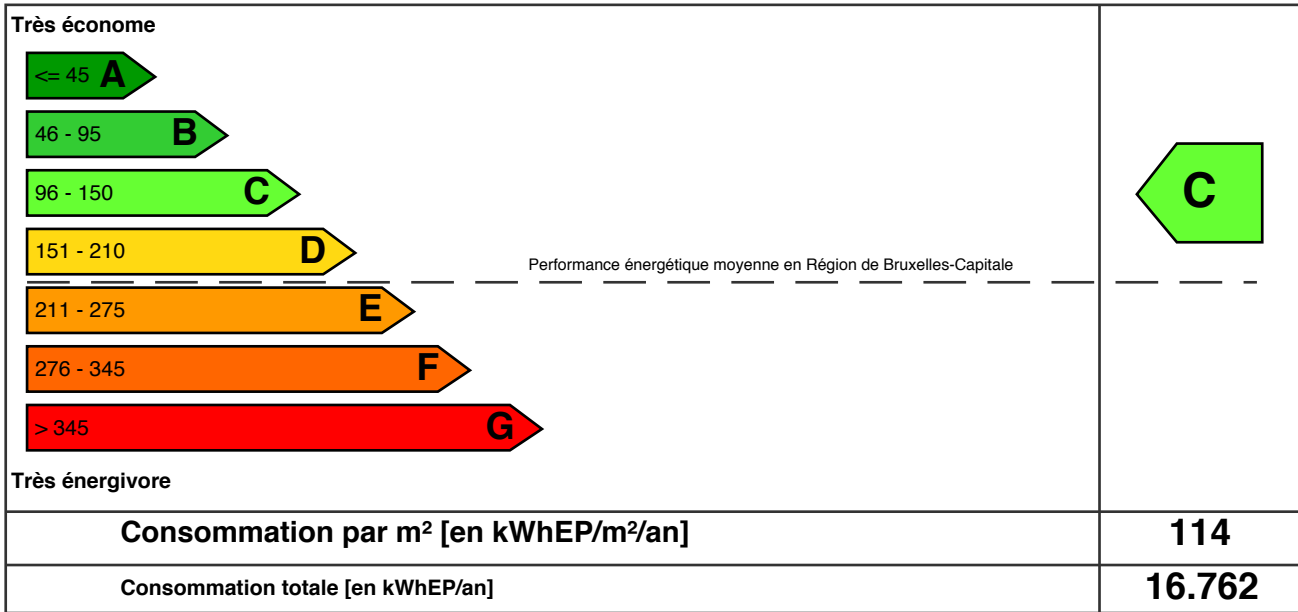 Très économe
<= 45 A
46 - 95 B
96 - 150 C
C
151 - 210 D
Performance énergétique moyenne en Région de Bruxelles-Capitale
211 - 275 E
276 - 345 F
> 345 G
Très énergivore
Consommation par m² [en kWhEP/m²/an] 114
Consommation totale [en kWhEP/an] 16.762